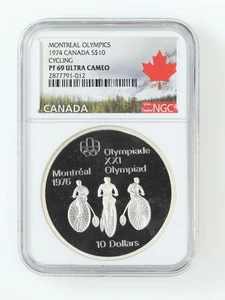 MONTREAL OLYMPICS
1974 CANADA S$10
CYCLING
PF 69 ULTRA CAMEO
2877791-012
CANADA
NGC
Olympiade
XXI
Olympiad
Montréal
1976
10 Dollars